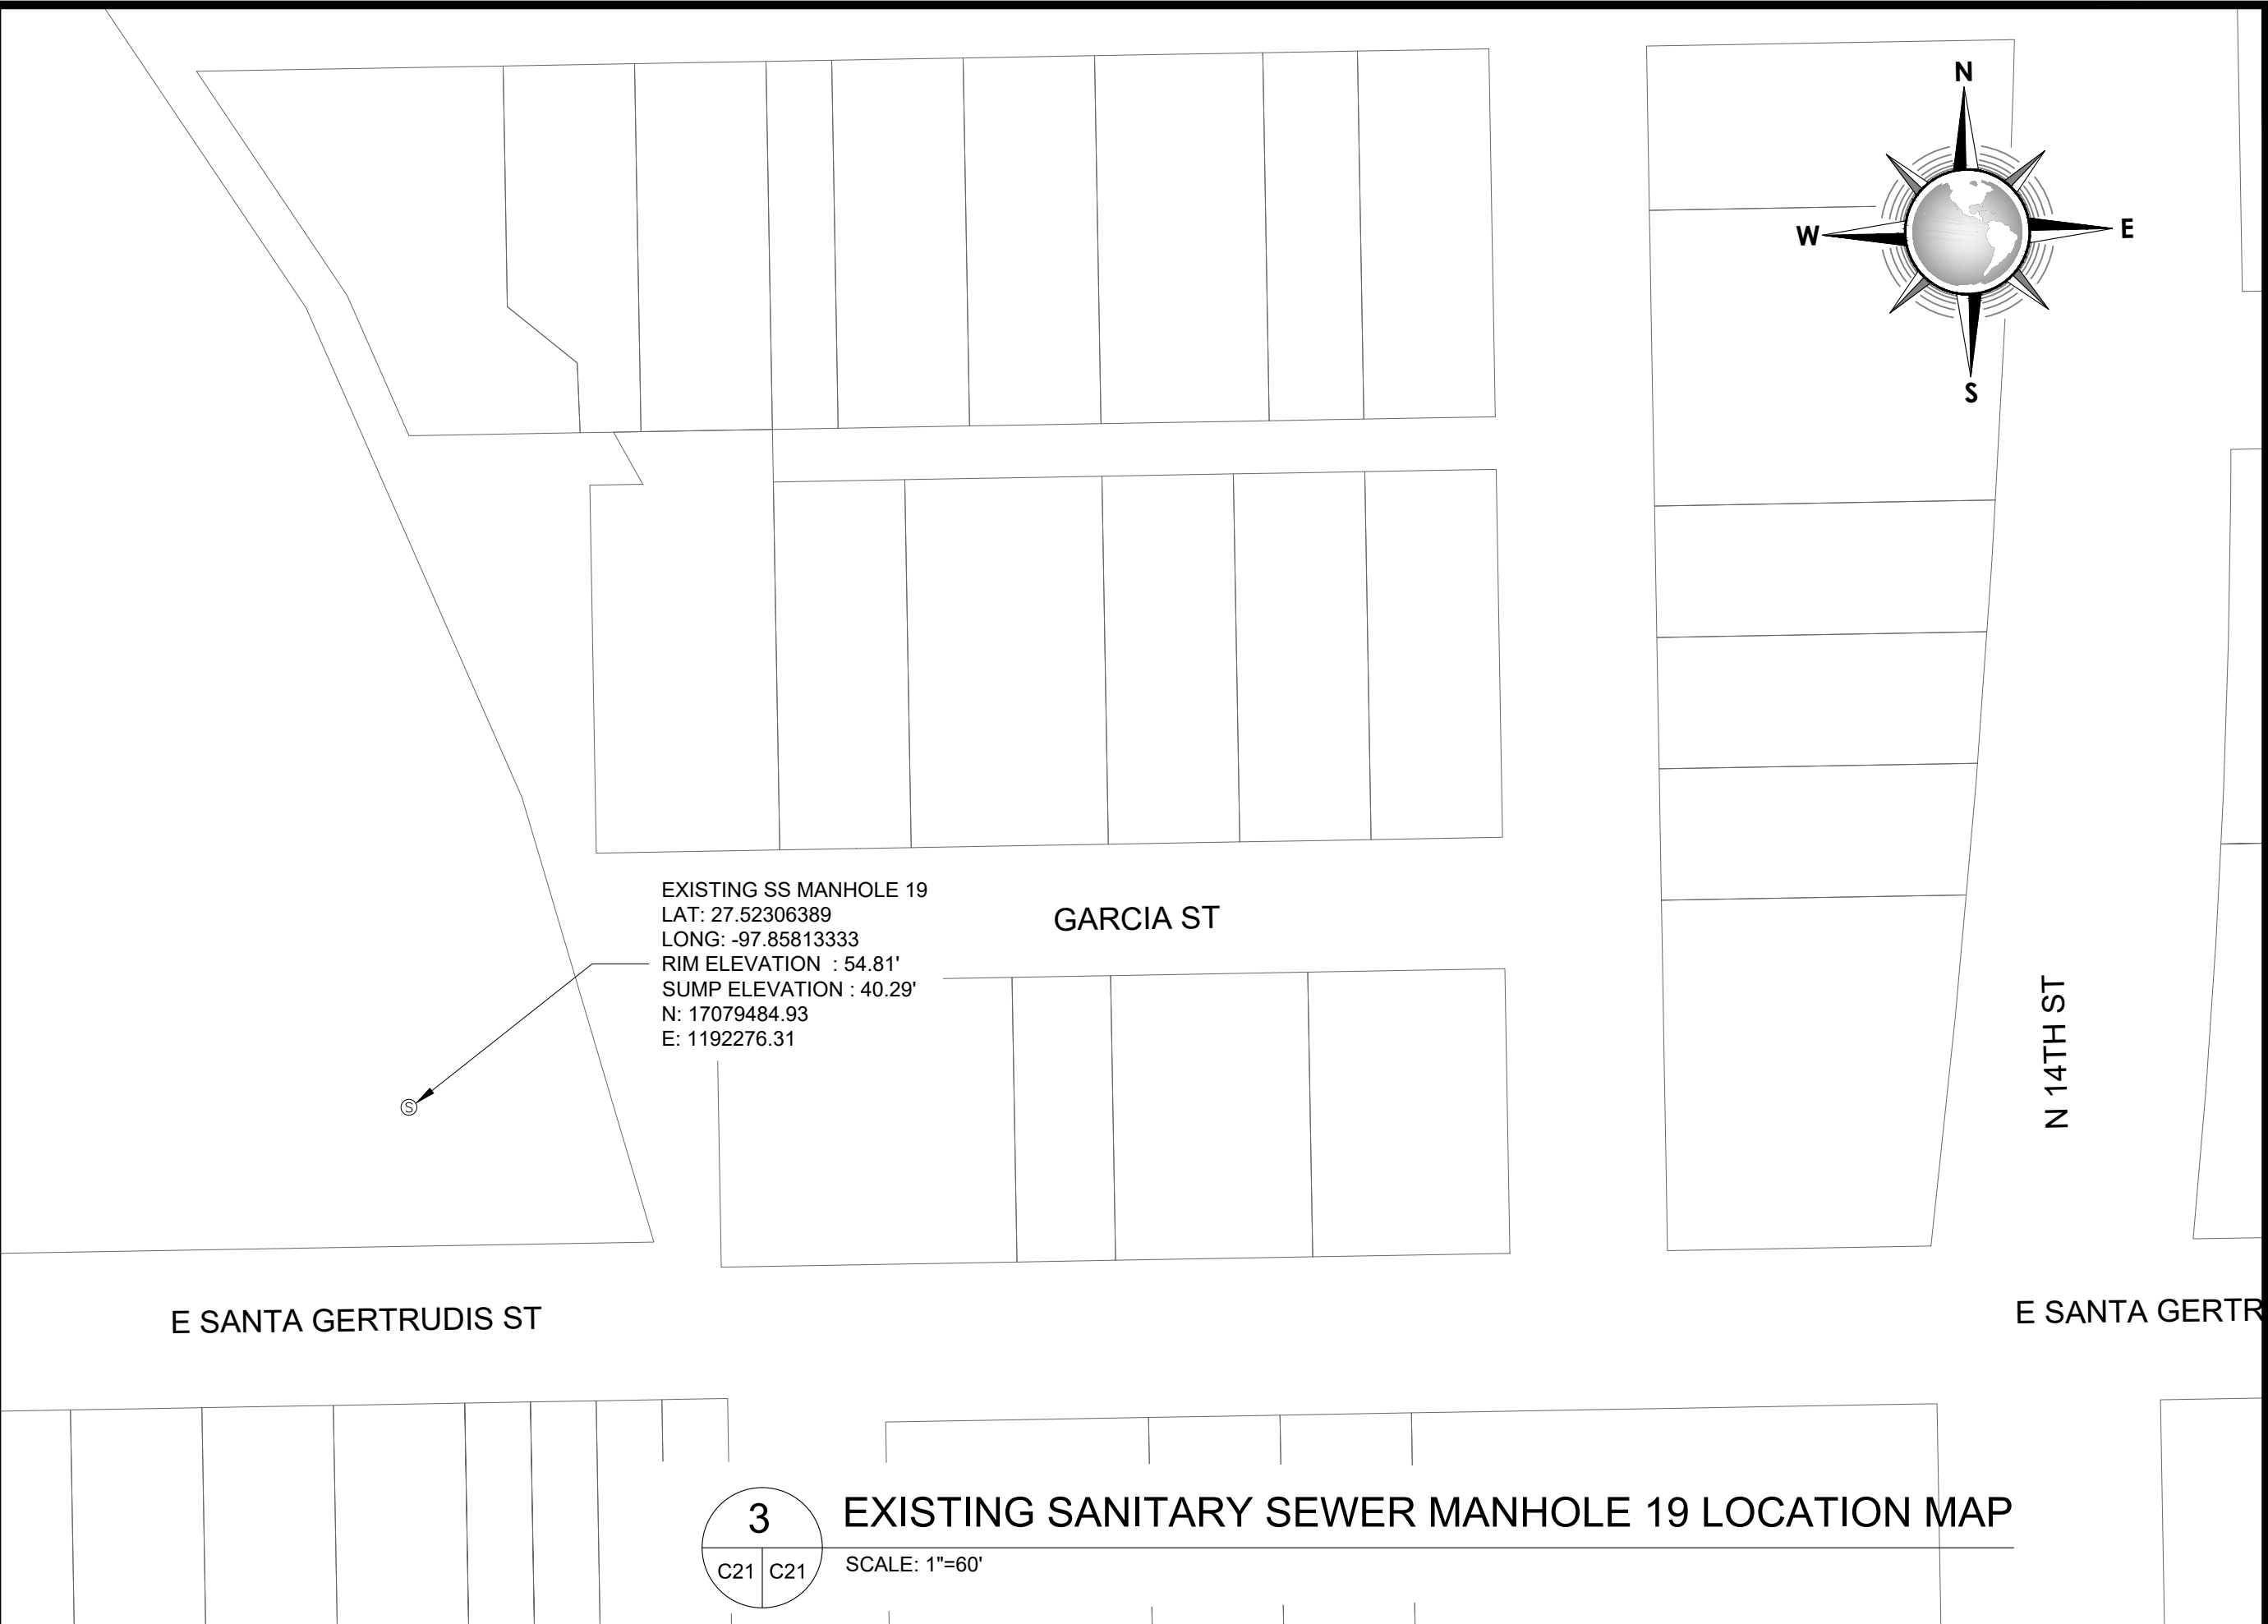 N
W
E
S
EXISTING SS MANHOLE 19
LAT: 27.52306389
LONG: -97.85813333
RIM ELEVATION : 54.81'
SUMP ELEVATION : 40.29'
N: 17079484.93
E: 1192276.31
GARCIA ST
N 14TH ST
S
E SANTA GERTRUDIS ST
E SANTA GERTR
3
C21 C21
EXISTING SANITARY SEWER MANHOLE 19 LOCATION MAP
SCALE: 1"=60'